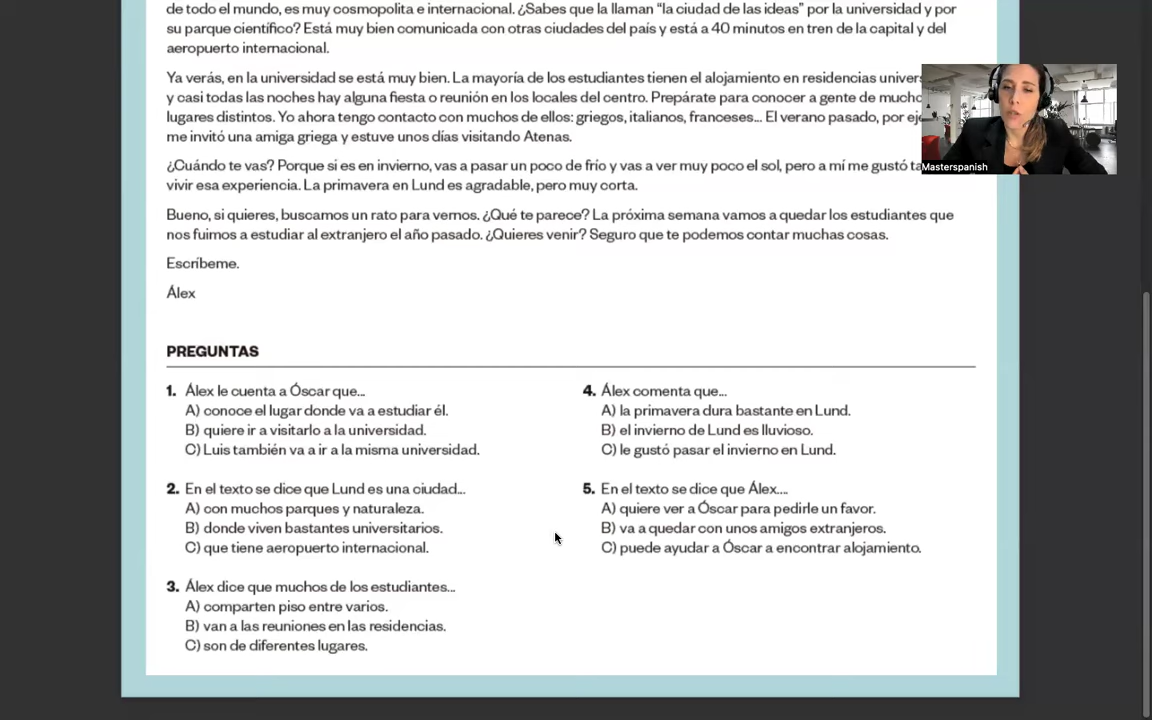 de todo el mundo, es muy cosmopolita e internacional. ¿Sabes que la llaman “la ciudad de las ideas” por la universidad y por
su parque científico? Está muy bien comunicada con otras ciudades del país y está a 40 minutos en tren de la capital y del
aeropuerto internacional.
Ya verás, en la universidad se está muy bien. La mayoría de los estudiantes tienen el alojamiento en residencias
y casi todas las noches hay alguna fiesta o reunión en los locales del centro. Prepárate para conocer a gente de
lugares distintos. Yo ahora tengo contacto con muchos de ellos: griegos, italianos, franceses... El verano pasado, por
me invitó una amiga griega y estuve unos días visitando Atenas.
¿Cuándo te vas? Porque si es en invierno, vas a pasar un poco de frío y vas a ver muy poco el sol, pero a mí me gustó
vivir esa experiencia. La primavera en Lund es agradable, pero muy corta.
Bueno, si quieres, buscamos un rato para vernos. ¿Qué te parece? La próxima semana vamos a quedar los estudiantes que
nos fuimos a estudiar al extranjero el año pasado. ¿Quieres venir? Seguro que te podemos contar muchas cosas.
Escríbeme.
Álex
Masterspanish
PREGUNTAS
1. Álex le cuenta a Óscar que...
A) conoce el lugar donde va a estudiar él.
B) quiere ir a visitarlo a la universidad.
C) Luis también va a ir a la misma universidad.
2. En el texto se dice que Lund es una ciudad...
A) con muchos parques y naturaleza.
B) donde viven bastantes universitarios.
C) que tiene aeropuerto internacional.
3. Álex dice que muchos de los estudiantes...
A) comparten piso entre varios.
B) van a las reuniones en las residencias.
C) son de diferentes lugares.
4. Álex comenta que...
A) la primavera dura bastante en Lund.
B) el invierno de Lund es lluvioso.
C) le gustó pasar el invierno en Lund.
5. En el texto se dice que Álex....
A) quiere ver a Óscar para pedirle un favor.
B) va a quedar con unos amigos extranjeros.
C) puede ayudar a Óscar a encontrar alojamiento.